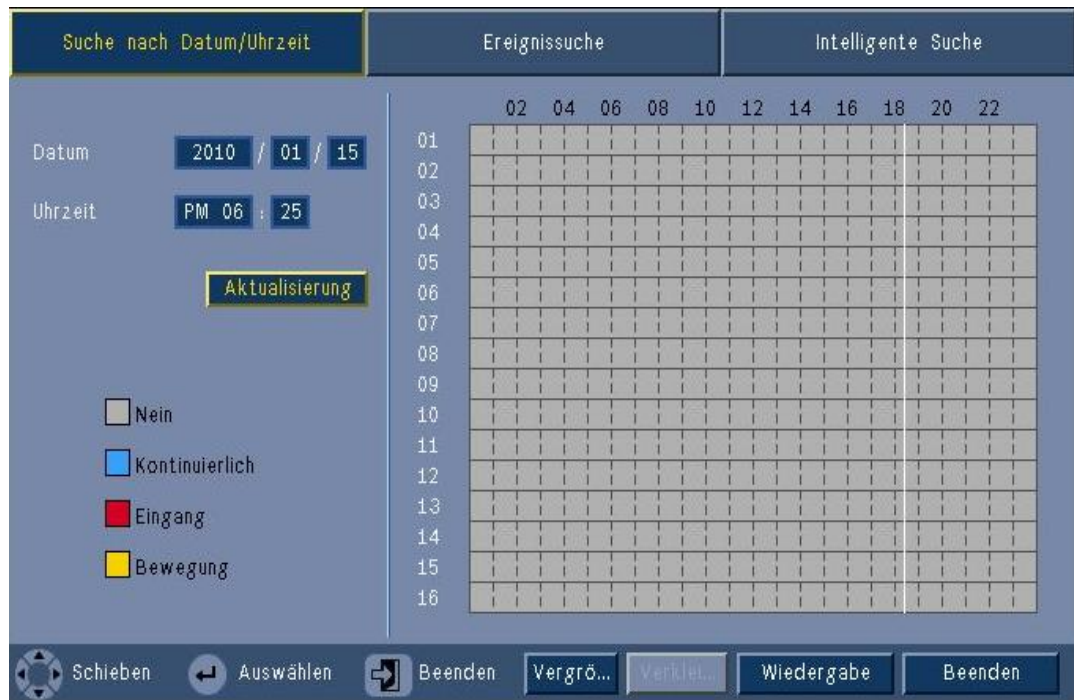 Suche nach Datum/Uhrzeit Ereignissuche Intelligente Suche
02 04 06 08 10 12 14 16 18 20 22
Datum 2010 / 01 / 15
Uhrzeit PM 06 : 25
Aktualisierung
Nein
Kontinuierlich
Eingang
Bewegung
01
02
03
04
05
06
07
08
09
10
11
12
13
14
15
16
Schieben Auswählen Beenden Vergrö... Verklei... Wiedergabe Beenden